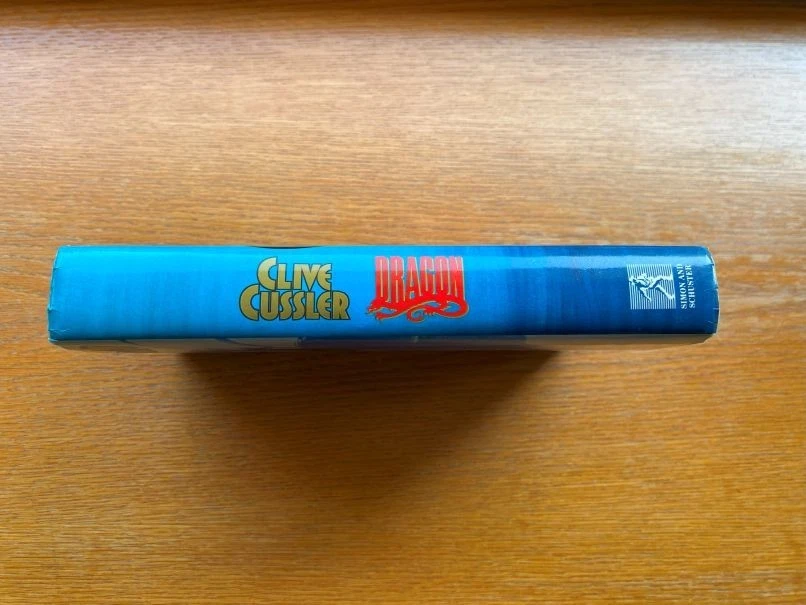 CLIVE
CUSSLER
DRAGON
SIMON AND
SCHUSTER